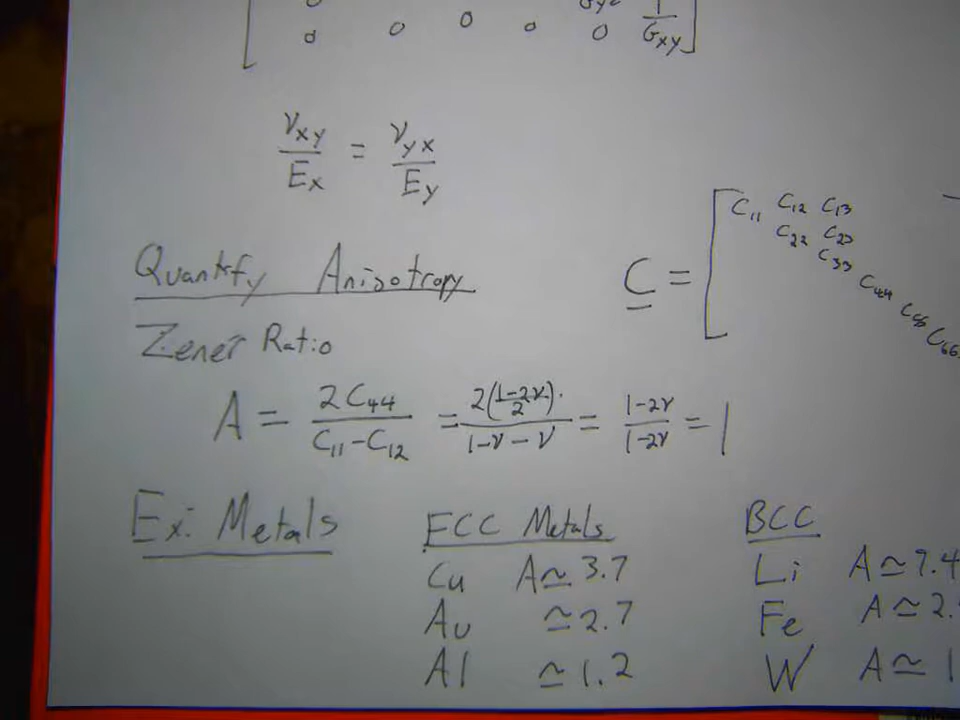 0 0 0 0 0 1/Gxy
νxy/Ex = νyx/Ey
C11 C12 C13
C22 C23
C = C33
C44
C66
Quantify Anisotropy
Zener Ratio
A = 2C44/(C11-C12) = 2((1-2ν)/2)/(1-ν-ν) = (1-2ν)/(1-2ν) = 1
Ex: Metals FCC Metals BCC
Cu A≃3.7 Li A≃7.4
Au ≃2.7 Fe A≃2.
Al ≃1.2 W A≃1